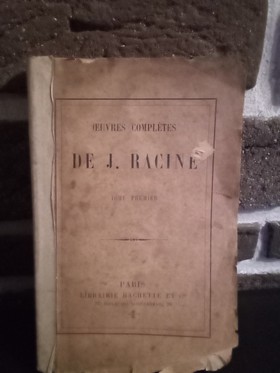 ŒUVRES COMPLÈTES
DE J. RACINE
TOME PREMIER
PARIS
LIBRAIRIE HACHETTE ET Cie